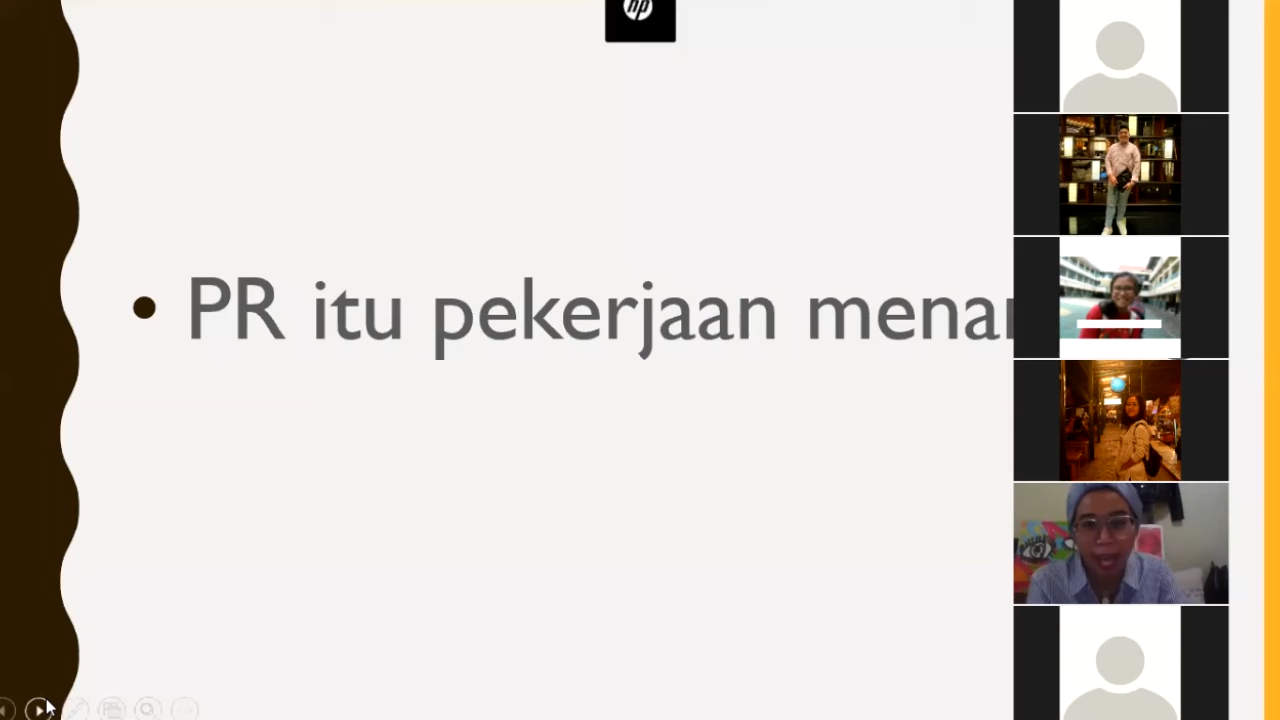 hp
• PR itu pekerjaan menar